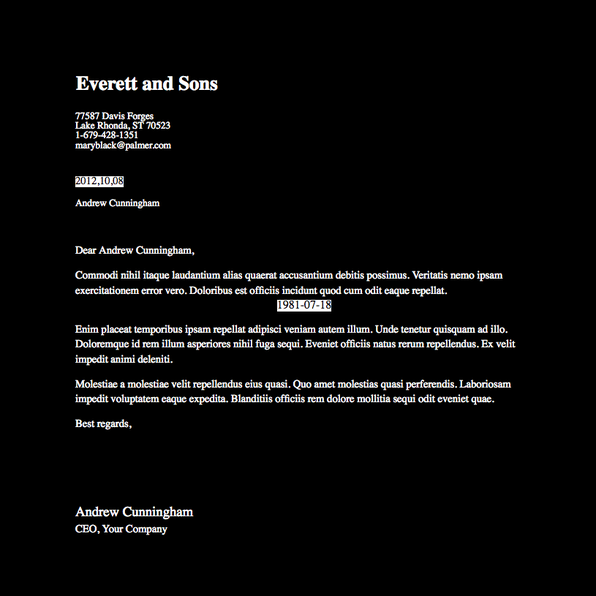 Everett and Sons
77587 Davis Forges
Lake Rhonda, ST 70523
1-679-428-1351
maryblack@palmer.com
2012,10,08
Andrew Cunningham
Dear Andrew Cunningham,
Commodi nihil itaque laudantium alias quaerat accusantium debitis possimus. Veritatis nemo ipsam
exercitationem error vero. Doloribus est officiis incidunt quod cum odit eaque repellat.
1981-07-18
Enim placeat temporibus ipsam repellat adipisci veniam autem illum. Unde tenetur quisquam ad illo.
Doloremque id rem illum asperiores nihil fuga sequi. Eveniet officiis natus rerum repellendus. Ex velit
impedit animi deleniti.
Molestiae a molestiae velit repellendus eius quasi. Quo amet molestias quasi perferendis. Laboriosam
impedit voluptatem eaque expedita. Blanditiis officiis rem dolore mollitia sequi odit eveniet quae.
Best regards,
Andrew Cunningham
CEO, Your Company